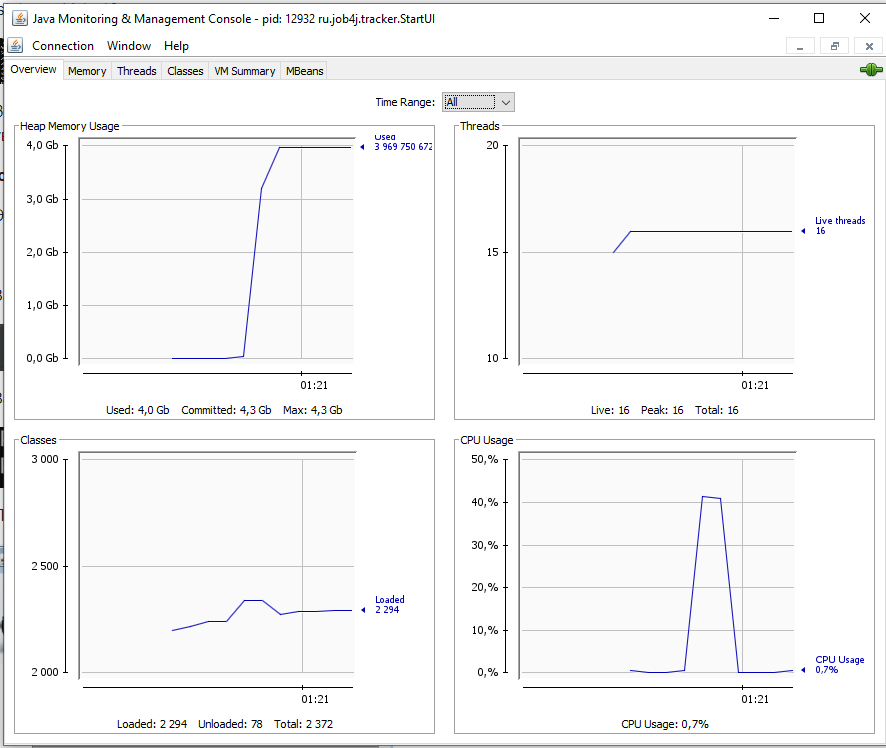 Java Monitoring & Management Console - pid: 12932 ru.job4j.tracker.StartUI
Connection Window Help
Overview Memory Threads Classes VM Summary MBeans
Time Range: All
Heap Memory Usage
4,0 Gb
3,0 Gb
2,0 Gb
1,0 Gb
0,0 Gb
Used
3 969 750 672
01:21
Used: 4,0 Gb Committed: 4,3 Gb Max: 4,3 Gb
Threads
20
15
10
Live threads
16
01:21
Live: 16 Peak: 16 Total: 16
Classes
3 000
2 500
2 000
Loaded
2 294
01:21
Loaded: 2 294 Unloaded: 78 Total: 2 372
CPU Usage
50,%
40,%
30,%
20,%
10,%
0,%
CPU Usage
0,7%
01:21
CPU Usage: 0,7%